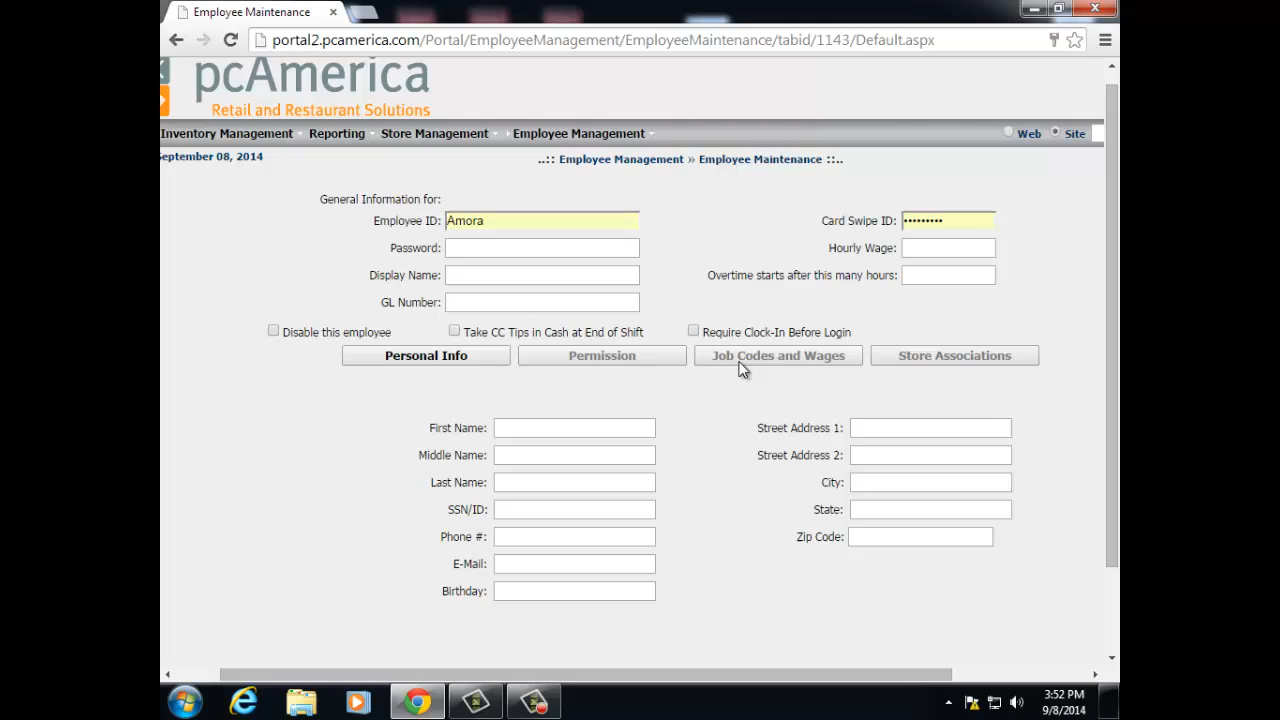 Employee Maintenance
portal2.pcamerica.com/Portal/EmployeeManagement/EmployeeMaintenance/tabid/1143/Default.aspx
pcAmerica
Retail and Restaurant Solutions
Inventory Management Reporting Store Management Employee Management Web Site
September 08, 2014 ..:: Employee Management » Employee Maintenance ::..
General Information for:
Employee ID: Amora Card Swipe ID: •••••••••
Password: Hourly Wage:
Display Name: Overtime starts after this many hours:
GL Number:
Disable this employee Take CC Tips in Cash at End of Shift Require Clock-In Before Login
Personal Info Permission Job Codes and Wages Store Associations
First Name: Street Address 1:
Middle Name: Street Address 2:
Last Name: City:
SSN/ID: State:
Phone #: Zip Code:
E-Mail:
Birthday:
3:52 PM
9/8/2014